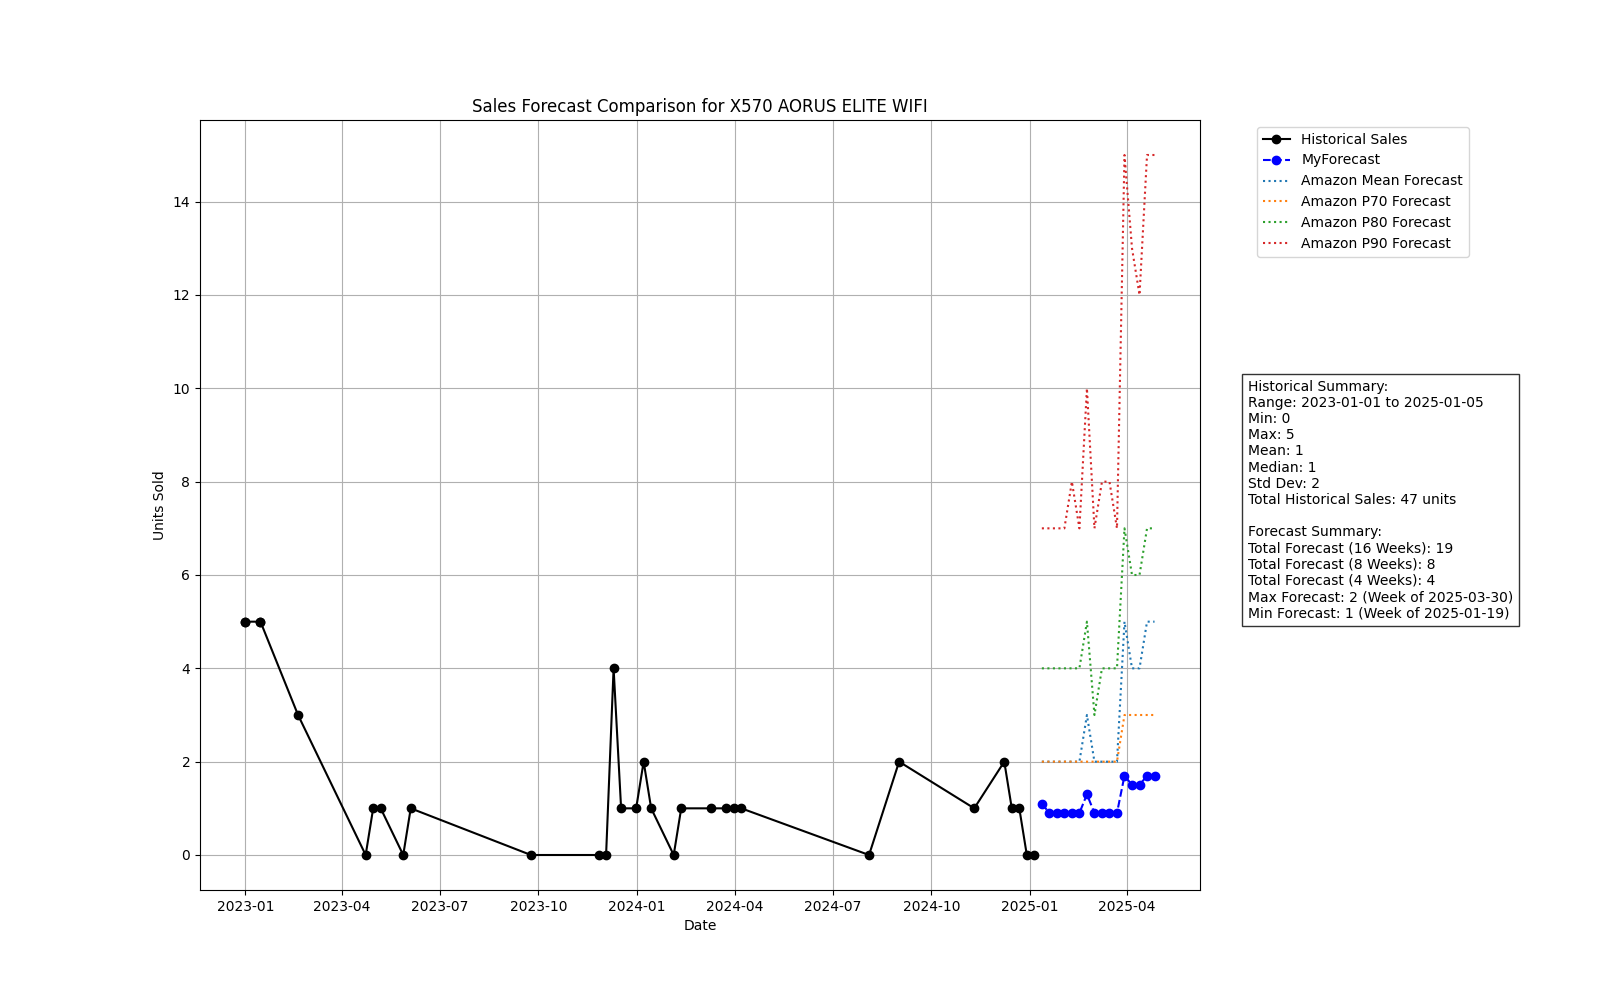 Sales Forecast Comparison for X570 AORUS ELITE WIFI
Units Sold
14
12
10
8
6
4
2
0
2023-01
2023-04
2023-07
2023-10
2024-01
2024-04
2024-07
2024-10
2025-01
2025-04
Date
Historical Sales
MyForecast
Amazon Mean Forecast
Amazon P70 Forecast
Amazon P80 Forecast
Amazon P90 Forecast
Historical Summary:
Range: 2023-01-01 to 2025-01-05
Min: 0
Max: 5
Mean: 1
Median: 1
Std Dev: 2
Total Historical Sales: 47 units
Forecast Summary:
Total Forecast (16 Weeks): 19
Total Forecast (8 Weeks): 8
Total Forecast (4 Weeks): 4
Max Forecast: 2 (Week of 2025-03-30)
Min Forecast: 1 (Week of 2025-01-19)